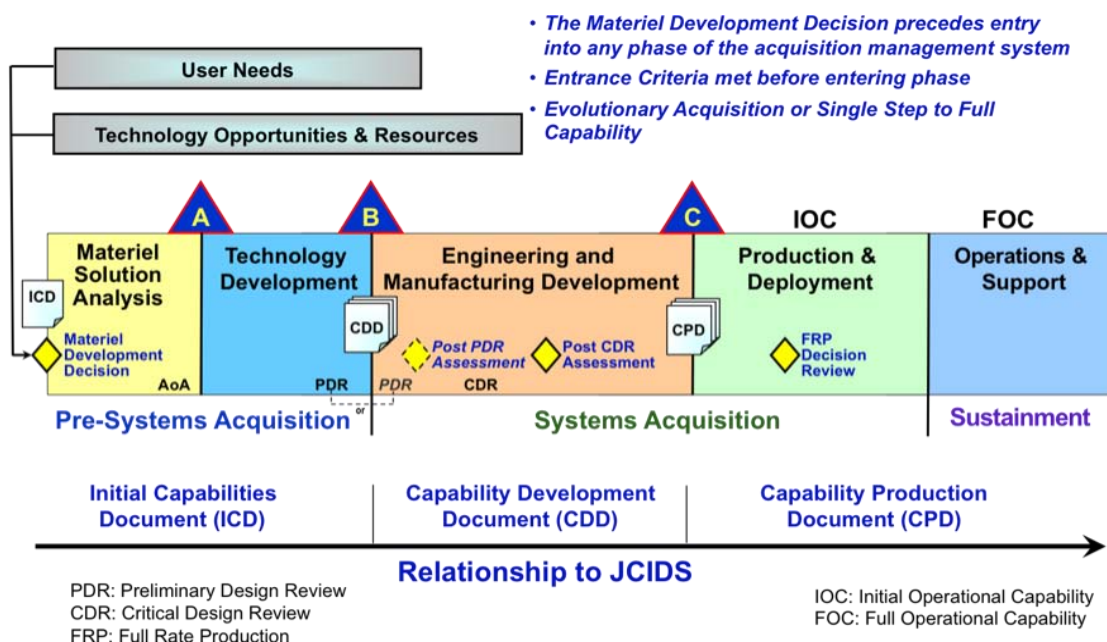 • The Materiel Development Decision precedes entry
into any phase of the acquisition management system
• Entrance Criteria met before entering phase
• Evolutionary Acquisition or Single Step to Full
Capability
User Needs
Technology Opportunities & Resources
A
B
C
IOC
FOC
Materiel
Solution
Analysis
Technology
Development
Engineering and
Manufacturing Development
Production &
Deployment
Operations &
Support
ICD
CDD
CPD
Materiel
Development
Decision
Post PDR
Assessment
Post CDR
Assessment
FRP
Decision
Review
AoA
PDR
PDR
CDR
or
Pre-Systems Acquisition
Systems Acquisition
Sustainment
Initial Capabilities
Document (ICD)
Capability Development
Document (CDD)
Capability Production
Document (CPD)
Relationship to JCIDS
PDR: Preliminary Design Review
CDR: Critical Design Review
FRP: Full Rate Production
IOC: Initial Operational Capability
FOC: Full Operational Capability